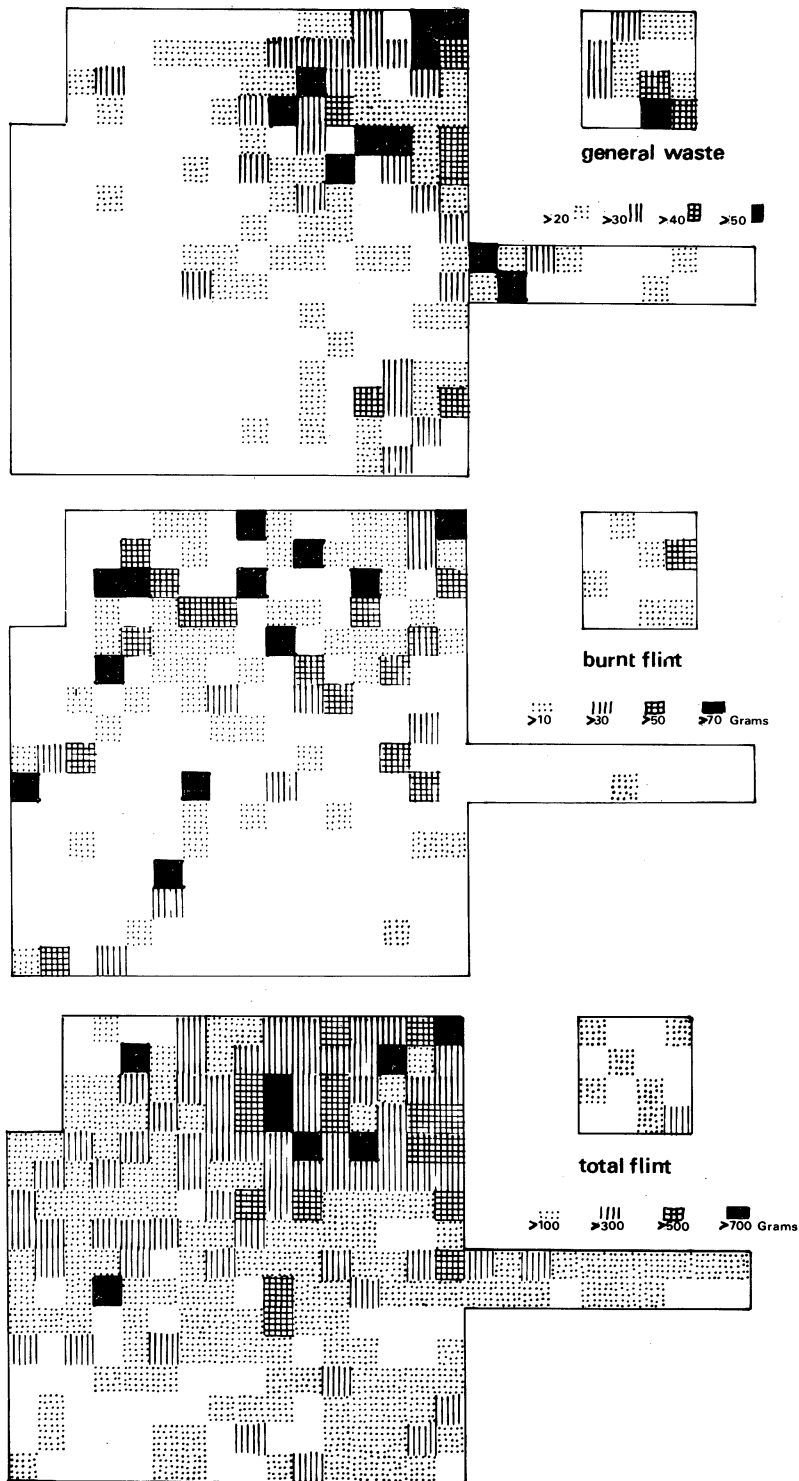 general waste
>20 >30 >40 ⩾50
burnt flint
⩾10 ⩾30 ⩾50 ⩾70 Grams
total flint
⩾100 ⩾300 ⩾500 ⩾700 Grams